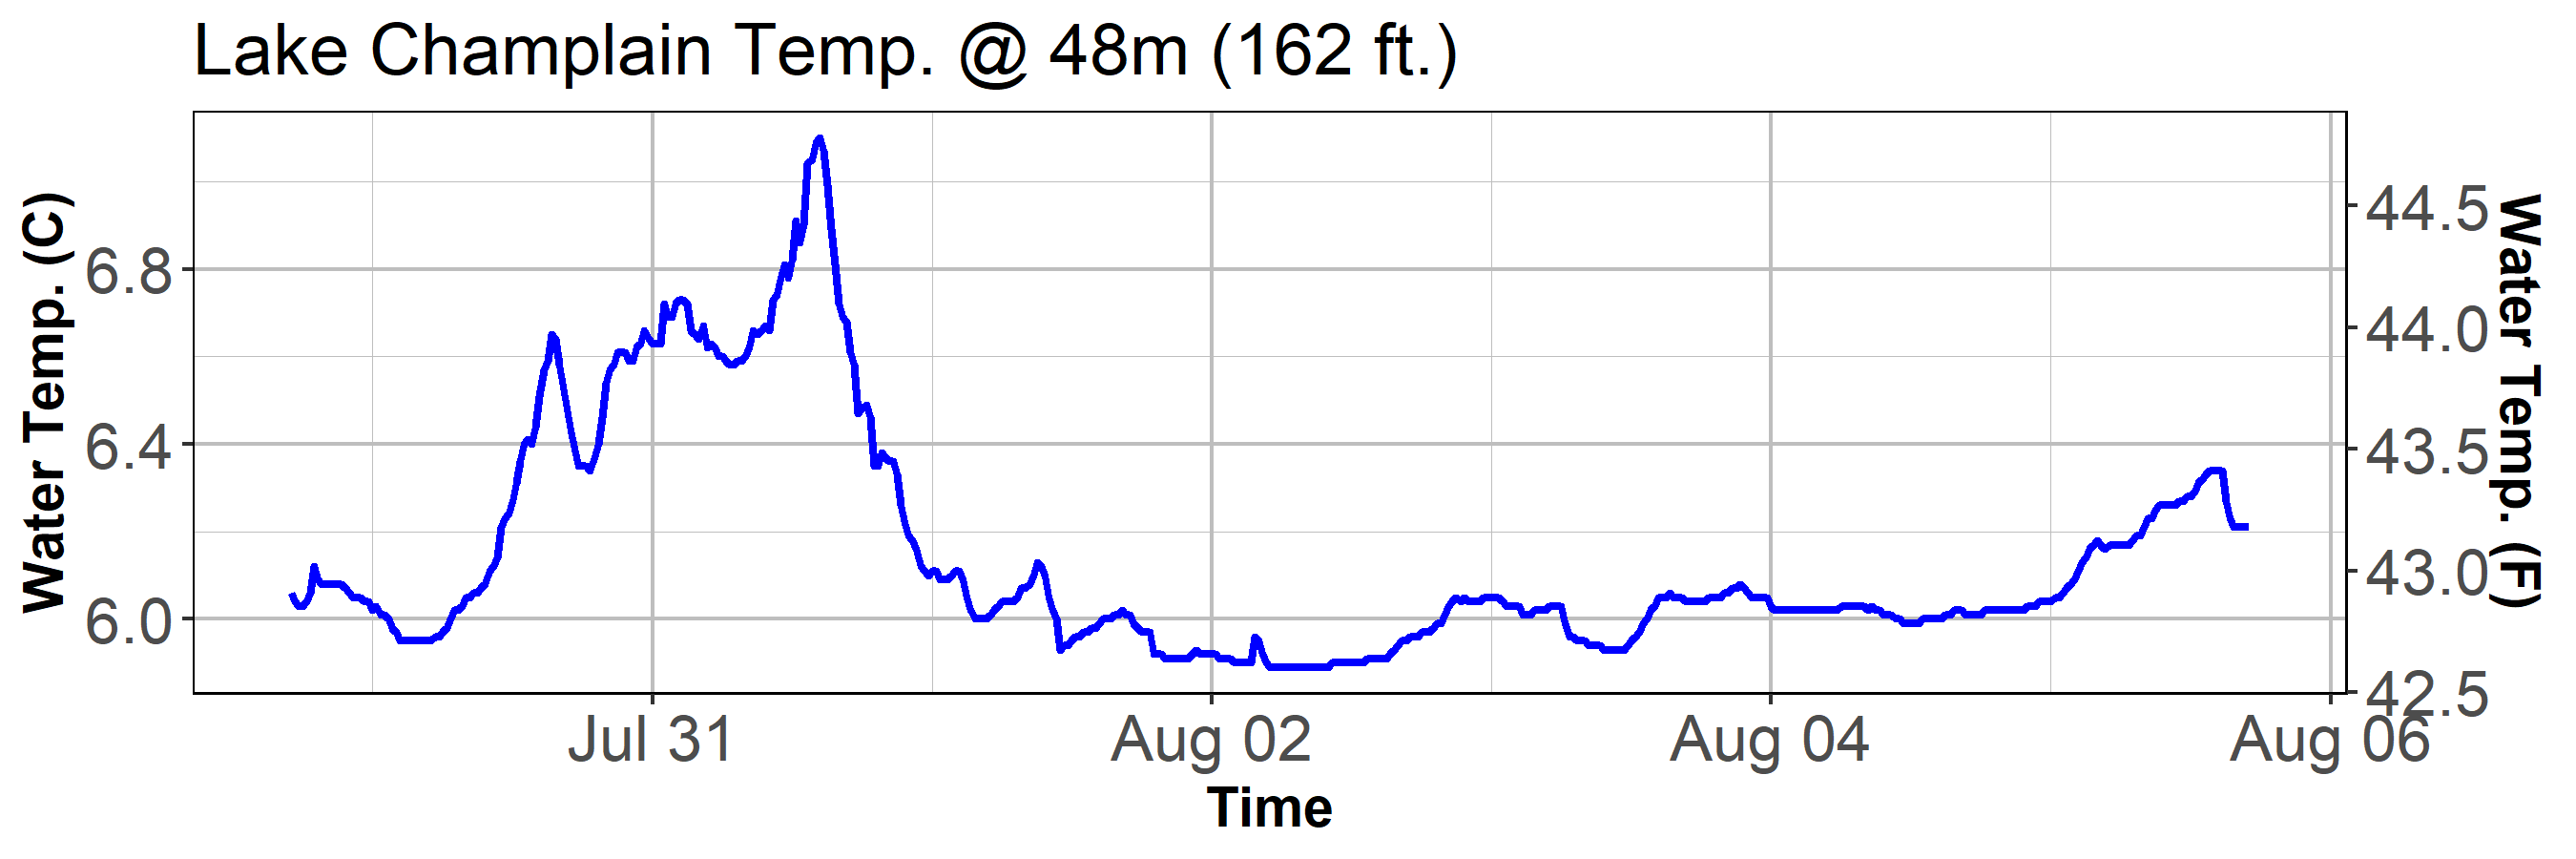 Lake Champlain Temp. @ 48m (162 ft.)
Water Temp. (C)
6.8
6.4
6.0
44.5
44.0
43.5
43.0
42.5
Water Temp. (F)
Jul 31
Aug 02
Aug 04
Aug 06
Time